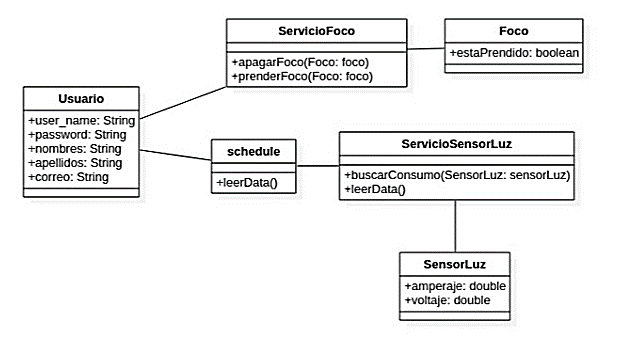 ServicioFoco
+apagarFoco(Foco: foco)
+prenderFoco(Foco: foco)
Foco
+estaPrendido: boolean
Usuario
+user_name: String
+password: String
+nombres: String
+apellidos: String
+correo: String
schedule
+leerData()
ServicioSensorLuz
+buscarConsumo(SensorLuz: sensorLuz)
+leerData()
SensorLuz
+amperaje: double
+voltaje: double